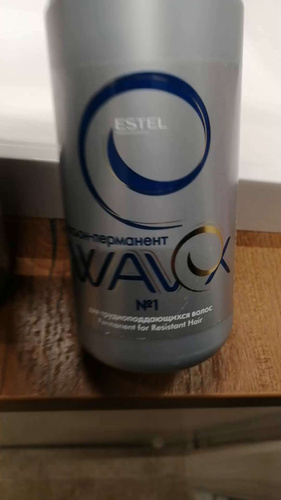 ESTEL
лосьон-перманент
WAVEX
№1
для трудноподдающихся волос
Permanent for Resistant Hair